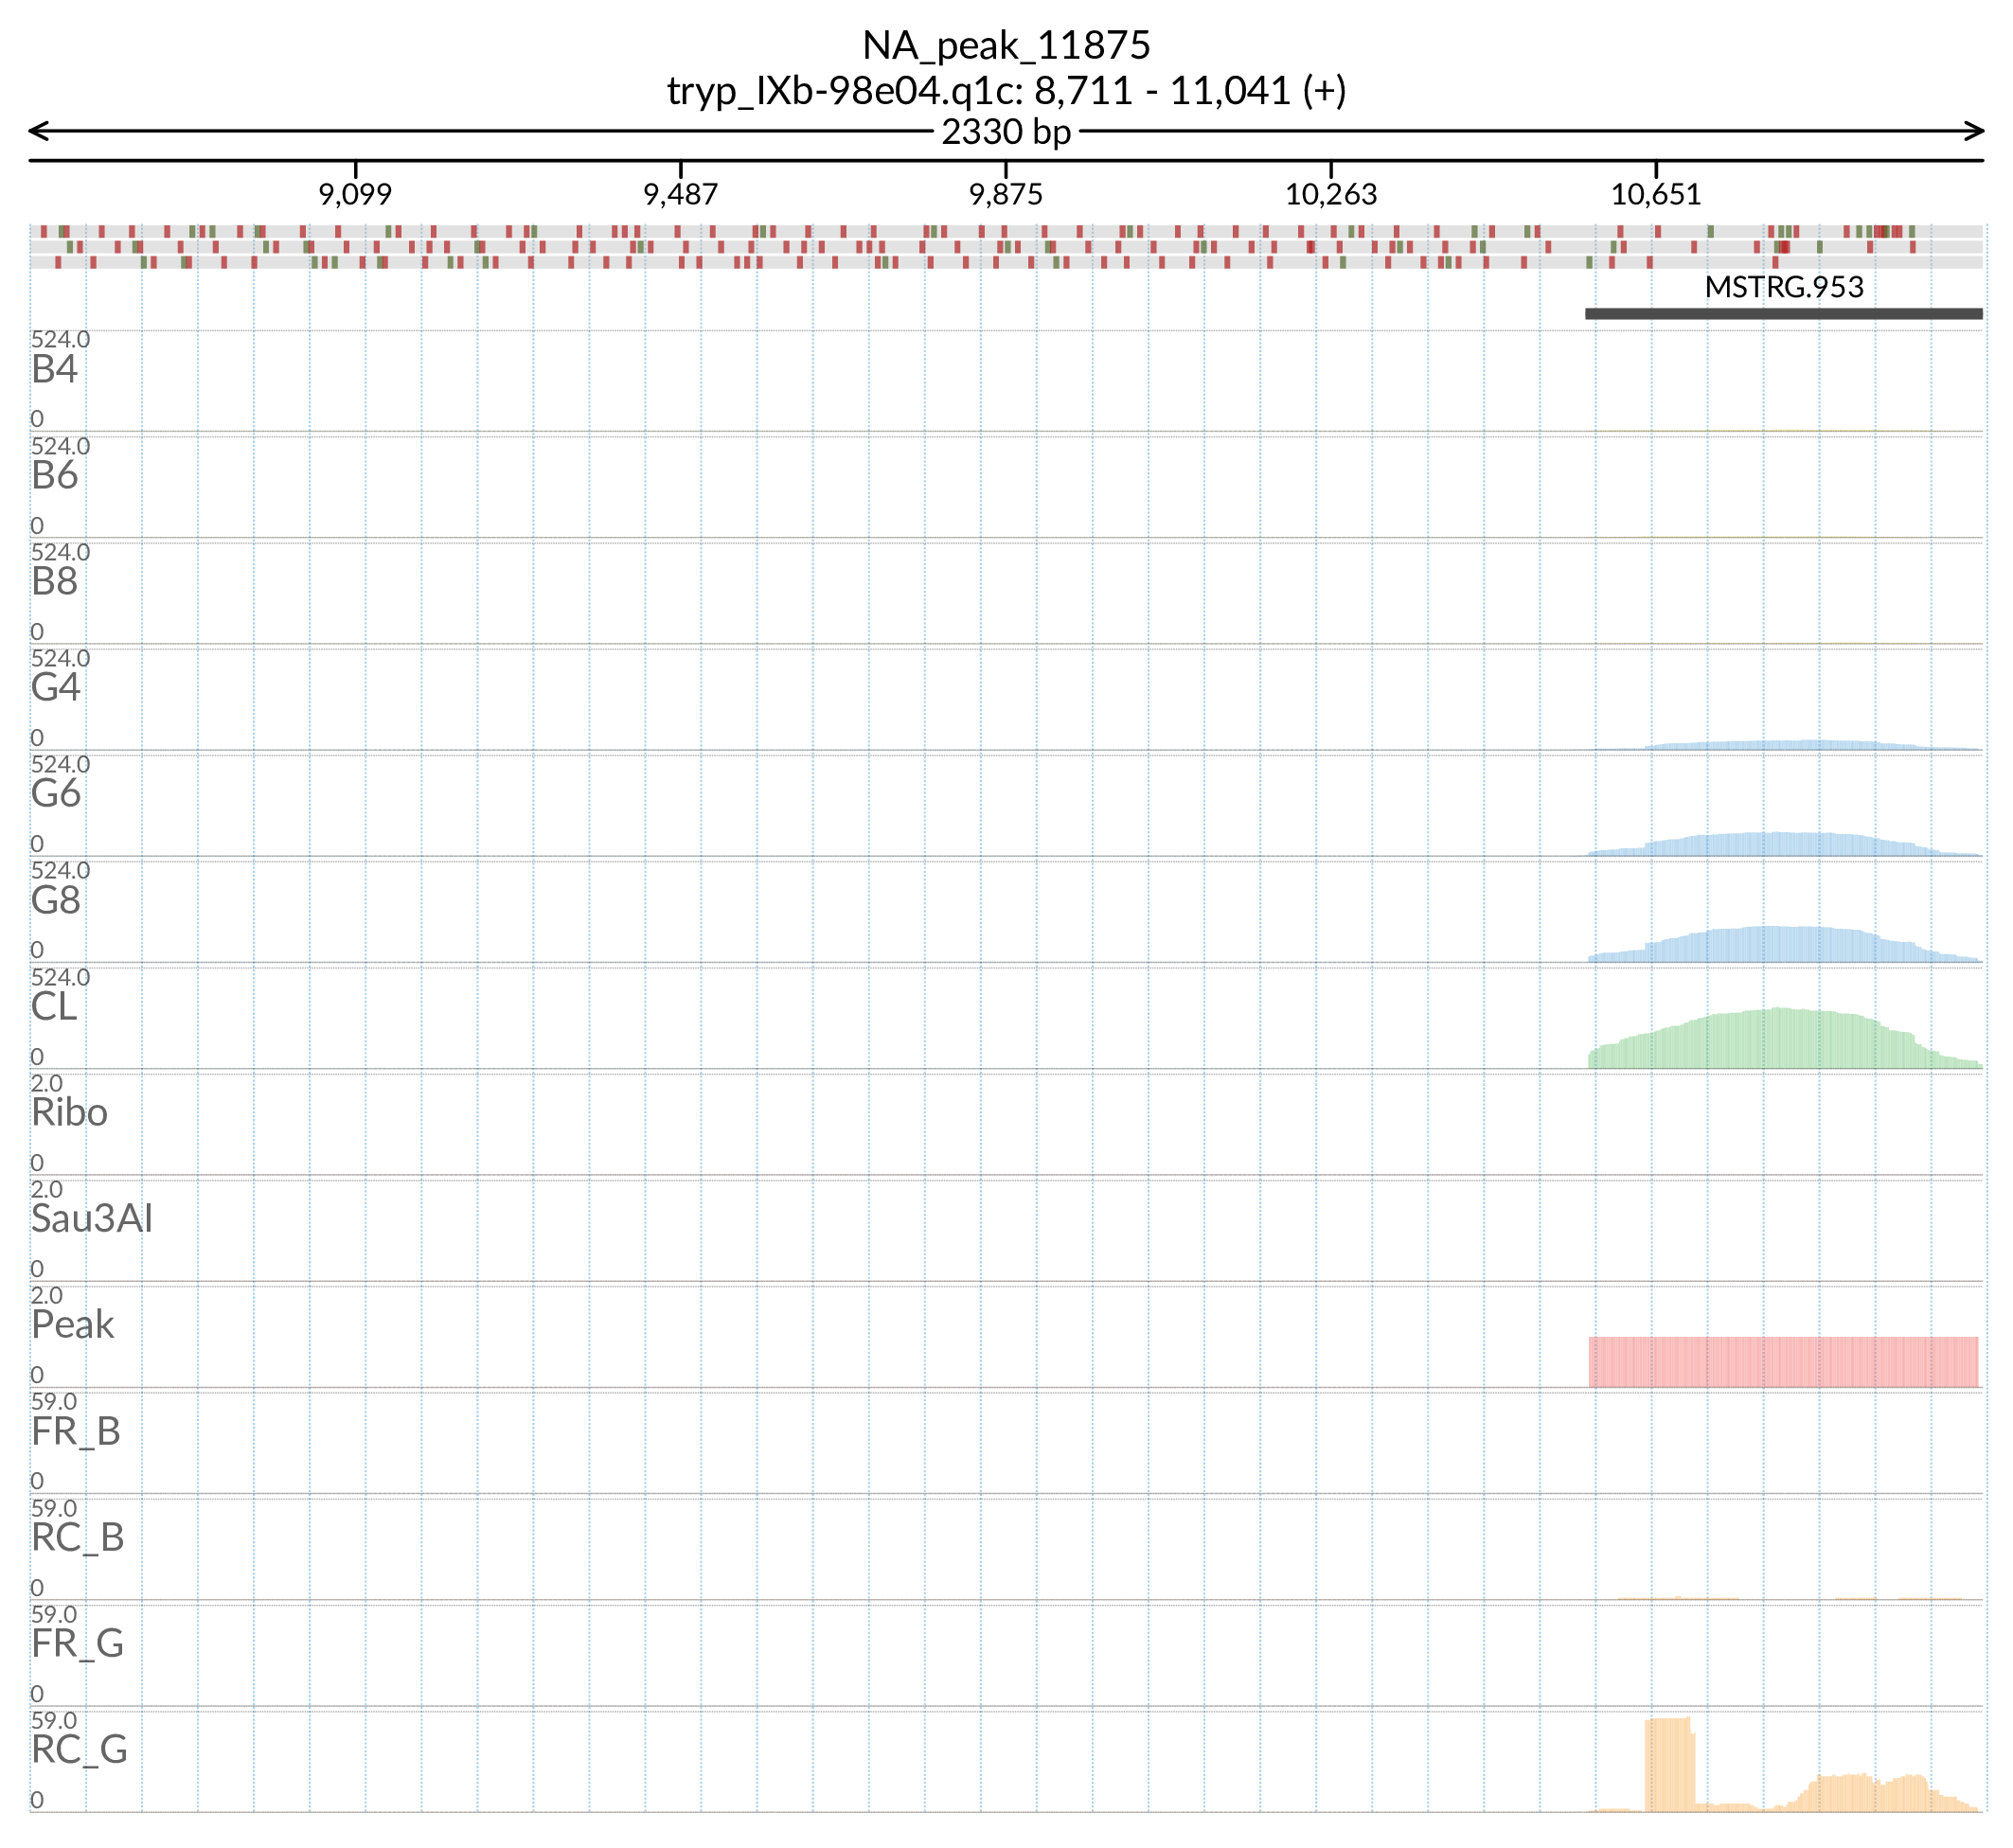 NA_peak_11875
tryp_IXb-98e04.q1c: 8,711 - 11,041 (+)
2330 bp
9,099 9,487 9,875 10,263 10,651
MSTRG.953
524.0
B4
0
524.0
B6
0
524.0
B8
0
524.0
G4
0
524.0
G6
0
524.0
G8
0
524.0
CL
0
2.0
Ribo
0
2.0
Sau3AI
0
2.0
Peak
0
59.0
FR_B
0
59.0
RC_B
0
59.0
FR_G
0
59.0
RC_G
0